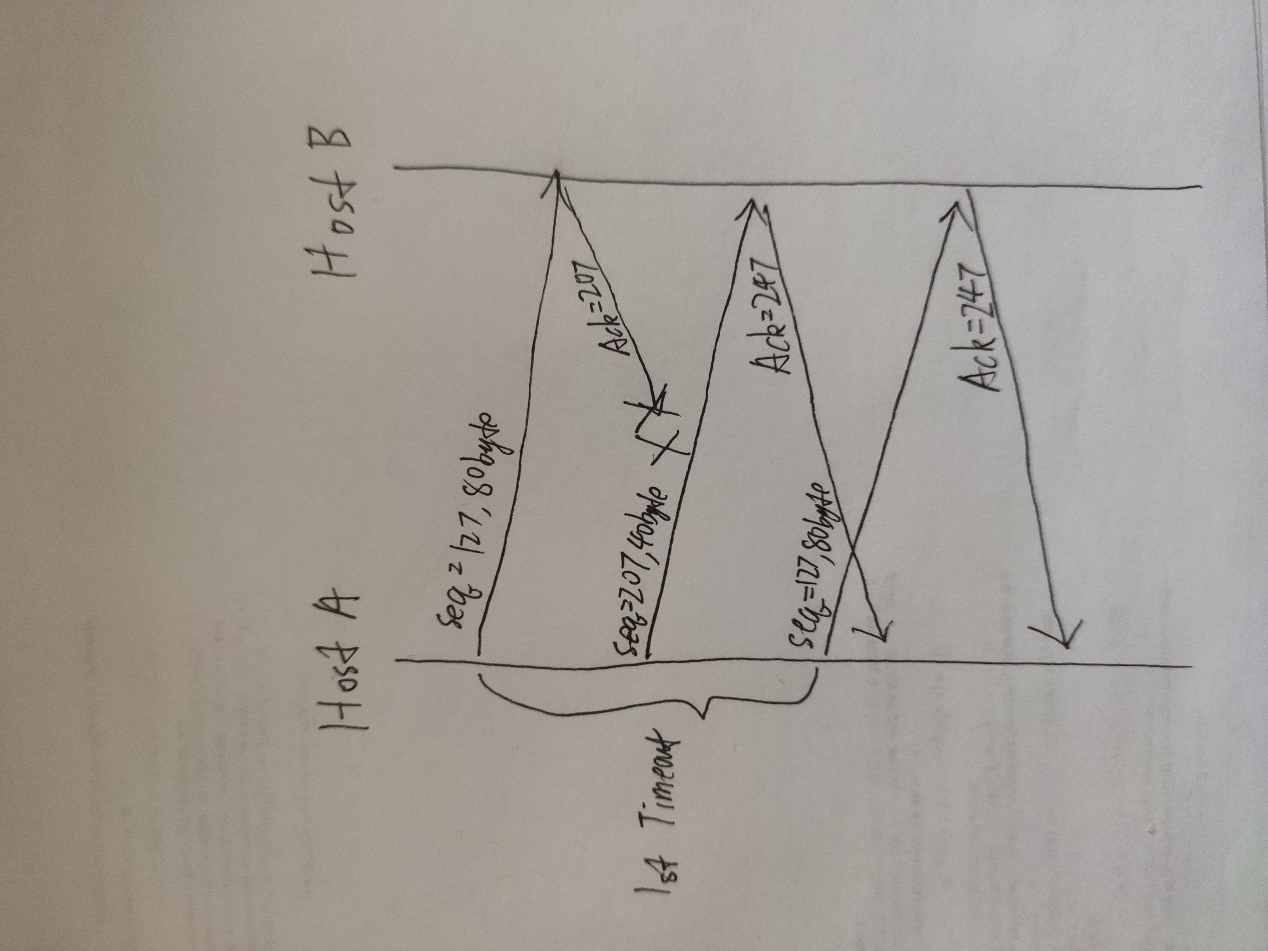 Host A
Host B
Seq=127, 80byte
Ack=207
Seq=207, 40byte
Ack=247
Seq=127, 80byte
Ack=247
1st Timeout